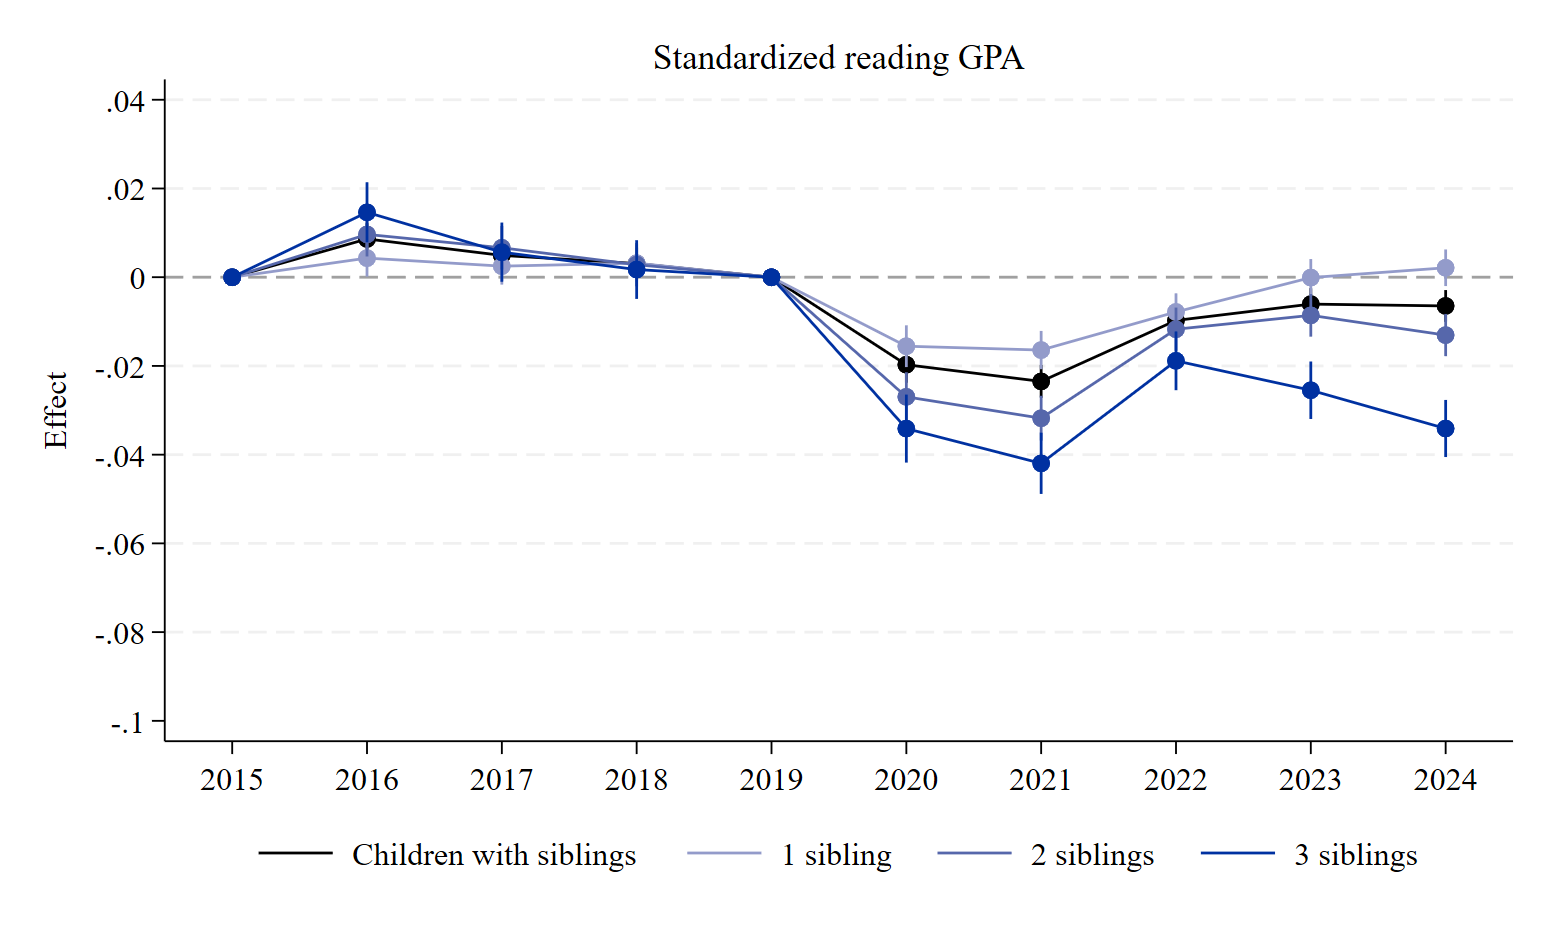 Standardized reading GPA
.04
.02
0
-.02
-.04
-.06
-.08
-.1
Effect
2015 2016 2017 2018 2019 2020 2021 2022 2023 2024
Children with siblings 1 sibling 2 siblings 3 siblings